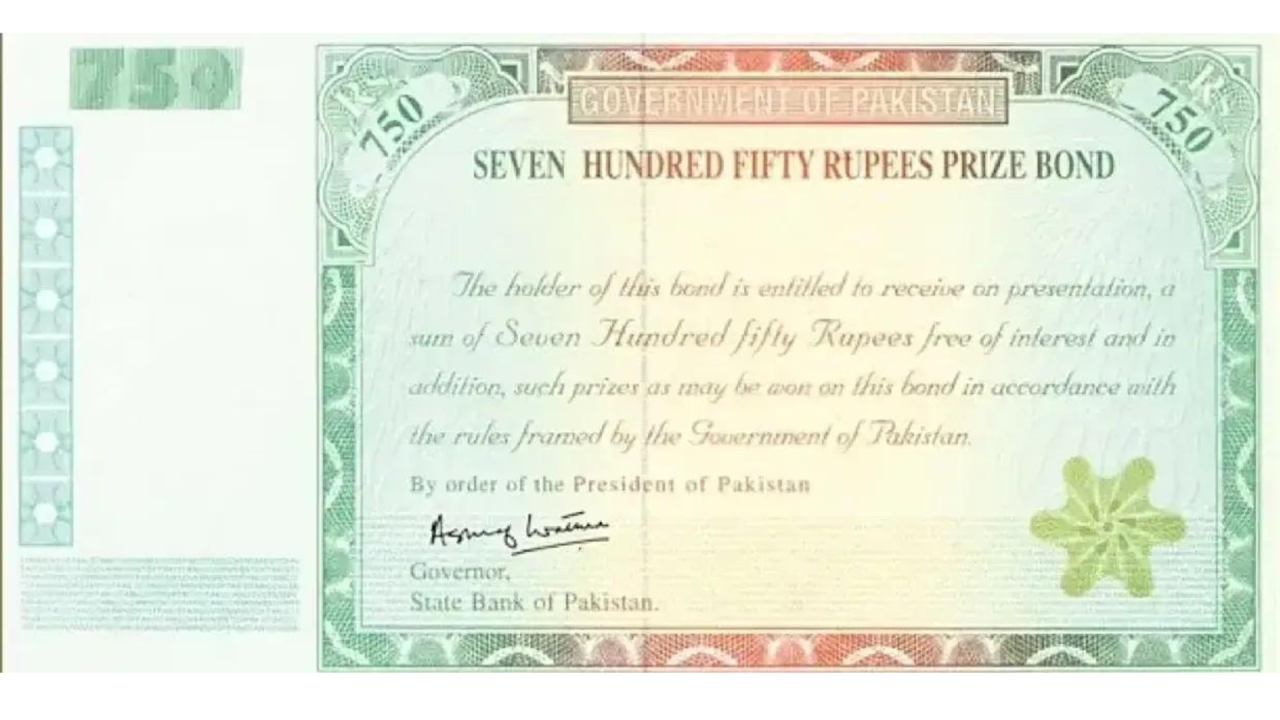 750
Rs
750
Rs
750
GOVERNMENT OF PAKISTAN
SEVEN HUNDRED FIFTY RUPEES PRIZE BOND
The holder of this bond is entitled to receive on presentation, a
sum of Seven Hundred fifty Rupees free of interest and in
addition, such prizes as may be won on this bond in accordance with
the rules framed by the Government of Pakistan.
By order of the President of Pakistan
Governor,
State Bank of Pakistan.